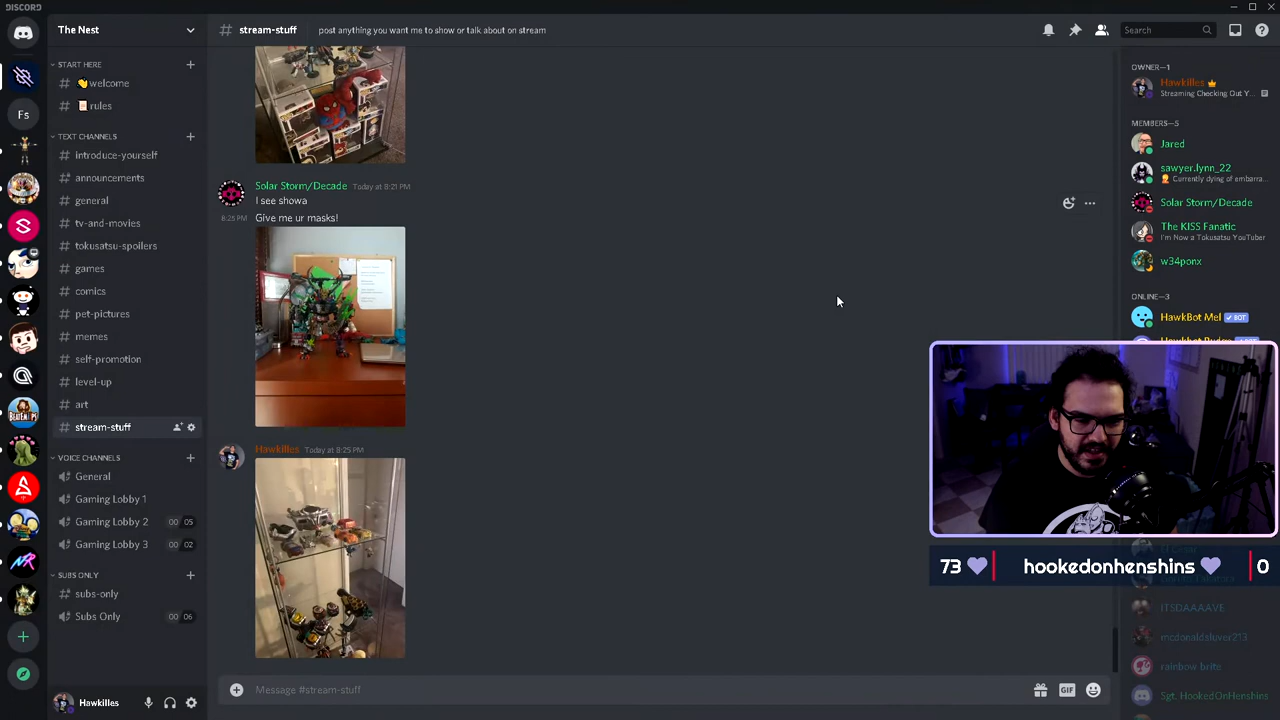 DISCORD
The Nest
# stream-stuff post anything you want me to show or talk about on stream
Search
START HERE
# 👋welcome
# 📜rules
Fs
TEXT CHANNELS
# introduce-yourself
# announcements
# general
# tv-and-movies
# tokusatsu-spoilers
# games
# comics
# pet-pictures
# memes
# self-promotion
# level-up
# art
# stream-stuff
VOICE CHANNELS
General
Gaming Lobby 1
Gaming Lobby 2 00 05
Gaming Lobby 3 00 02
SUBS ONLY
# subs-only
Subs Only 00 06
Hawkilles
Solar Storm/Decade Today at 8:21 PM
I see showa
8:25 PM Give me ur masks!
Hawkilles Today at 8:25 PM
Message #stream-stuff
GIF
OWNER—1
Hawkilles
Streaming Checking Out Y...
MEMBERS—5
Jared
sawyer.lynn_22
Currently dying of embarra...
Solar Storm/Decade
The KISS Fanatic
I'm Now a Tokusatsu YouTuber
w34ponx
ONLINE—3
HawkBot Mel BOT
73 hookedonhenshins 0
ITSDAAAAVE
mcdonaldsluver213
rainbow brite
Sgt. HookedOnHenshins